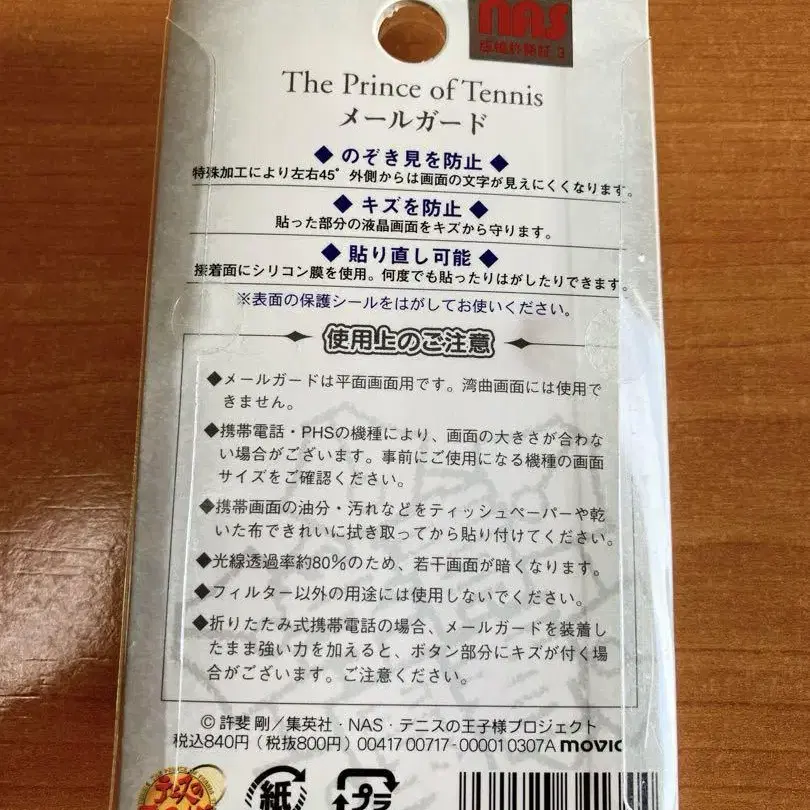 nas
The Prince of Tennis
メールガード
◆ のぞき見を防止 ◆
特殊加工により左右45°外側からは画面の文字が見えにくくなります。
◆ キズを防止 ◆
貼った部分の液晶画面をキズから守ります。
◆ 貼り直し可能 ◆
接着面にシリコン膜を使用。何度でも貼ったりはがしたりできます。
※表面の保護シールをはがしてお使いください。
使用上のご注意
◆メールガードは平面画面用です。湾曲画面には使用で
きません。
◆携帯電話・PHSの機種により、画面の大きさが合わな
い場合がございます。事前にご使用になる機種の画面
サイズをご確認ください。
◆携帯画面の油分・汚れなどをティッシュペーパーや乾
いた布できれいに拭き取ってから貼り付けてください。
◆光線透過率約80%のため、若干画面が暗くなります。
◆フィルター以外の用途には使用しないでください。
◆折りたたみ式携帯電話の場合、メールガードを装着し
たまま強い力を加えると、ボタン部分にキズが付く場
合がございます。ご注意ください。
© 許斐 剛／集英社・NAS・テニスの王子様プロジェクト
税込840円（税抜800円）00417 00717-00001 0307A movic
テニスの
紙
プラ